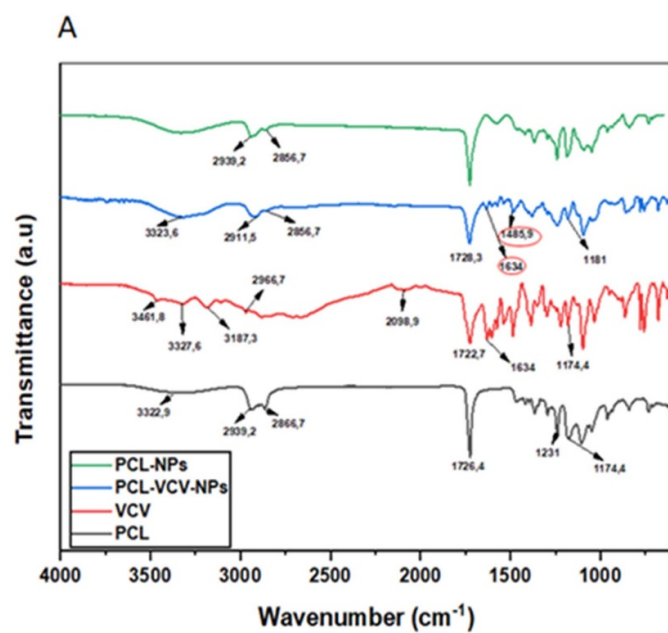 A
Transmittance (a.u)
2939,2
2856,7
3323,6
2911,5
2856,7
1728,3
1485,9
1634
1181
3461,8
3327,6
3187,3
2966,7
2098,9
1722,7
1634
1174,4
3322,9
2939,2
2866,7
1726,4
1231
1174,4
PCL-NPs
PCL-VCV-NPs
VCV
PCL
4000 3500 3000 2500 2000 1500 1000
Wavenumber (cm⁻¹)